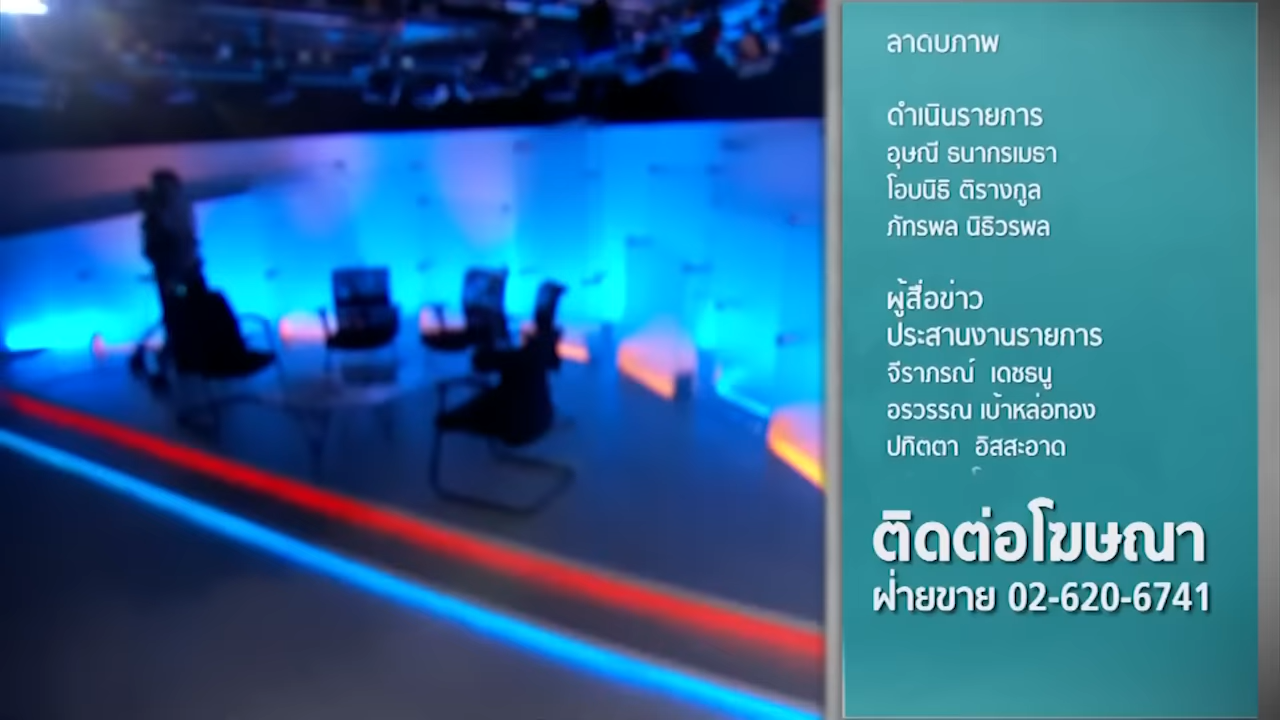 ลาดบภาพ
ดำเนินรายการ
อุษณี ธนากรเมธา
โอบนิธิ ติรางกูล
ภัทรพล นิธิวรพล
ผู้สื่อข่าว
ประสานงานรายการ
จีราภรณ์ เดชธนู
อรวรรณ เบ้าหล่อทอง
ปทิตตา อิสสะอาด
ติดต่อโฆษณา
ฝ่ายขาย 02-620-6741